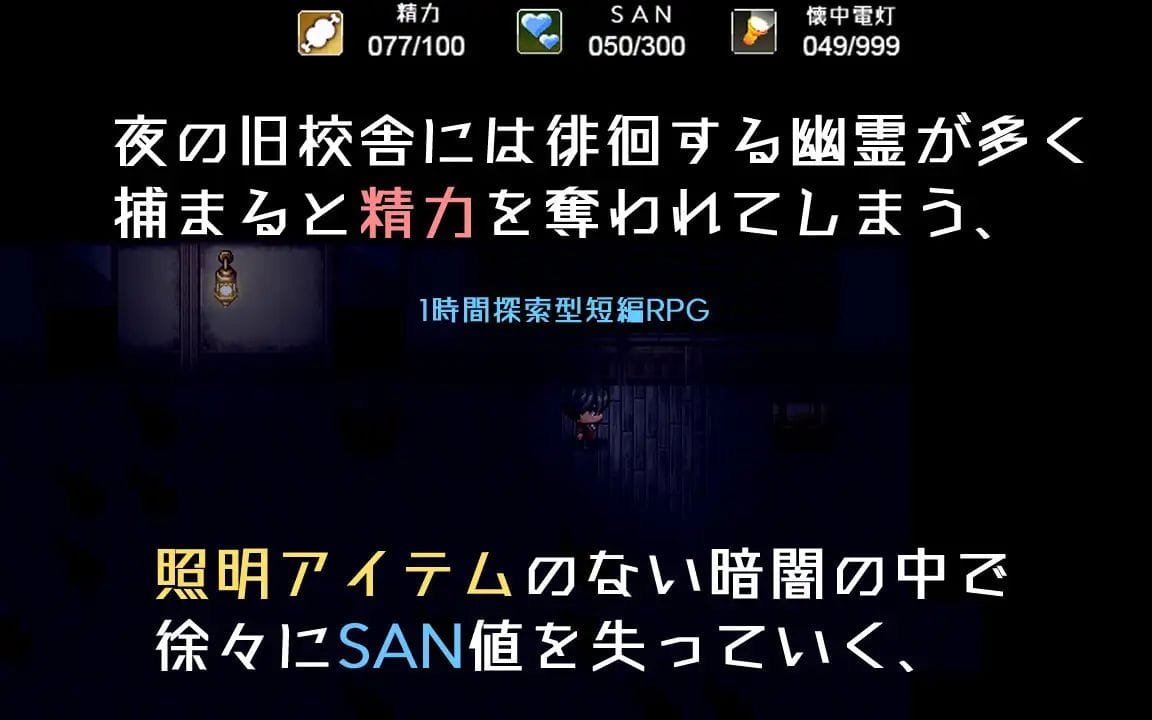 精力 SAN 懐中電灯
077/100 050/300 049/999
夜の旧校舎には徘徊する幽霊が多く
捕まると精力を奪われてしまう、
1時間探索型短編RPG
照明アイテムのない暗闇の中で
徐々にSAN値を失っていく、